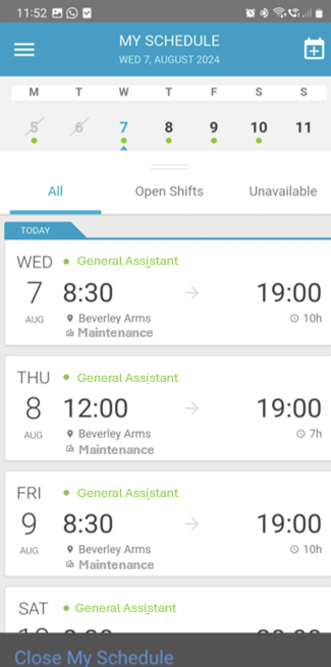 11:52
MY SCHEDULE
WED 7, AUGUST 2024
M T W T F S S
5 6 7 8 9 10 11
All Open Shifts Unavailable
TODAY
WED General Assistant
7 8:30 → 19:00
AUG Beverley Arms 10h
Maintenance
THU General Assistant
8 12:00 → 19:00
AUG Beverley Arms 7h
Maintenance
FRI General Assistant
9 8:30 → 19:00
AUG Beverley Arms 10h
Maintenance
SAT General Assistant
Close My Schedule